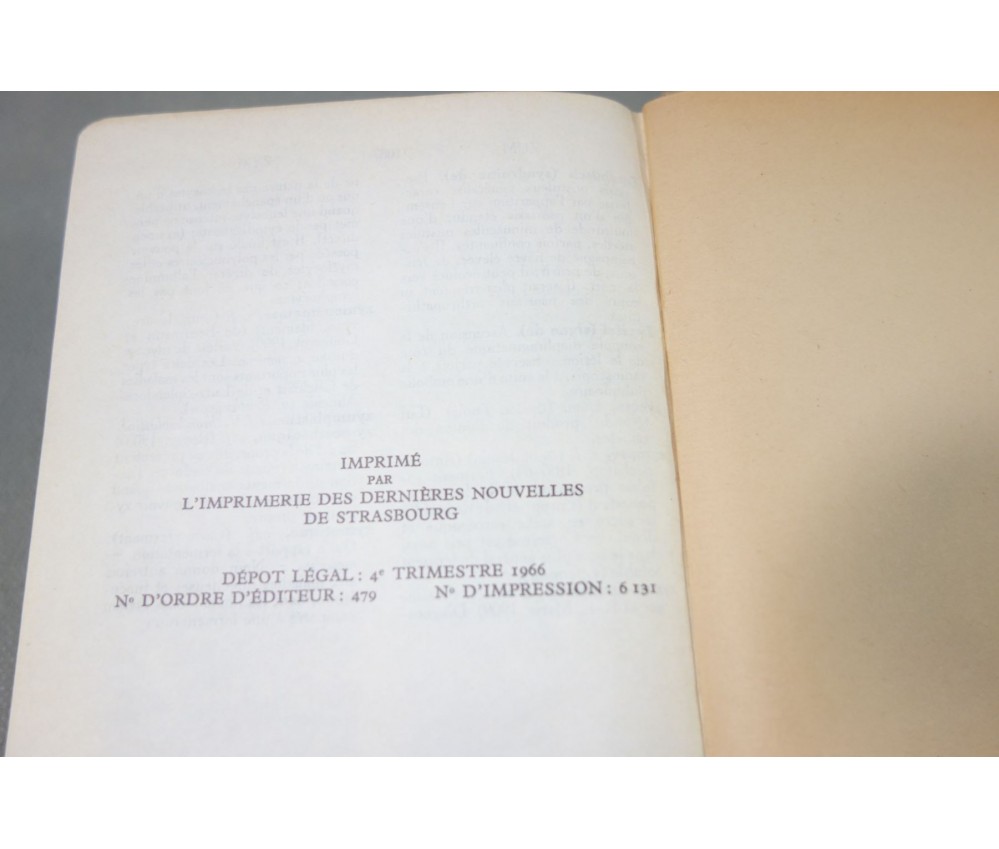 IMPRIMÉ
PAR
L'IMPRIMERIE DES DERNIÈRES NOUVELLES
DE STRASBOURG
DÉPOT LÉGAL : 4e TRIMESTRE 1966
No D'ORDRE D'ÉDITEUR : 479 No D'IMPRESSION : 6 131